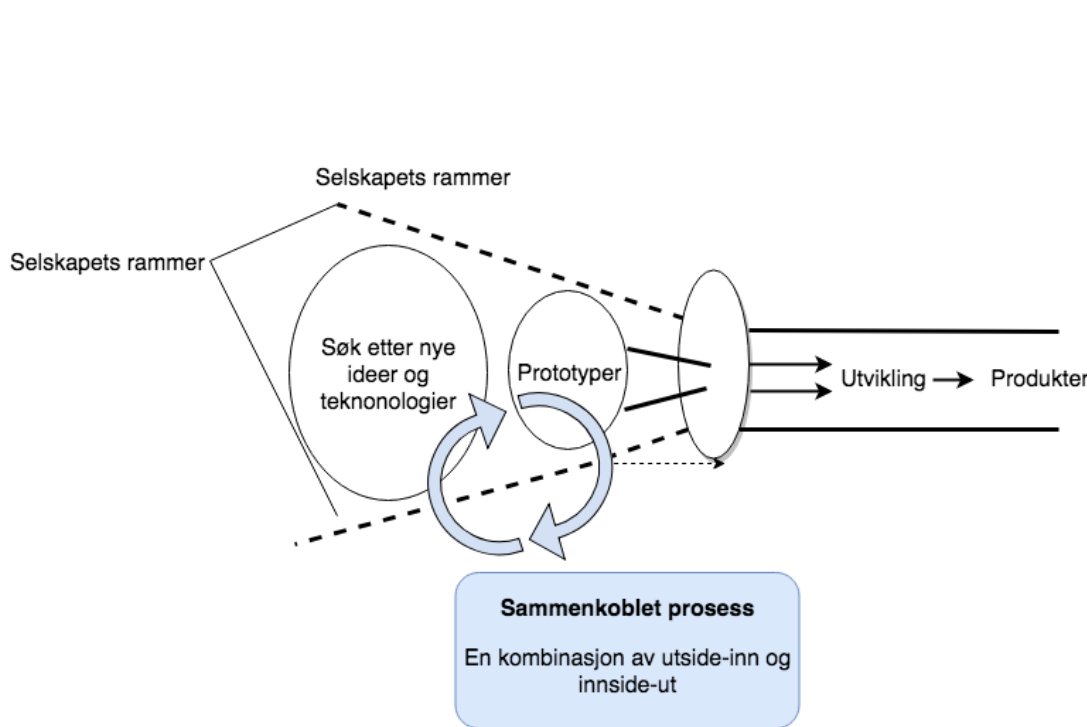 Selskapets rammer
Selskapets rammer
Søk etter nye
ideer og
teknonologier
Prototyper
Utvikling
Produkter
Sammenkoblet prosess
En kombinasjon av utside-inn og
innside-ut